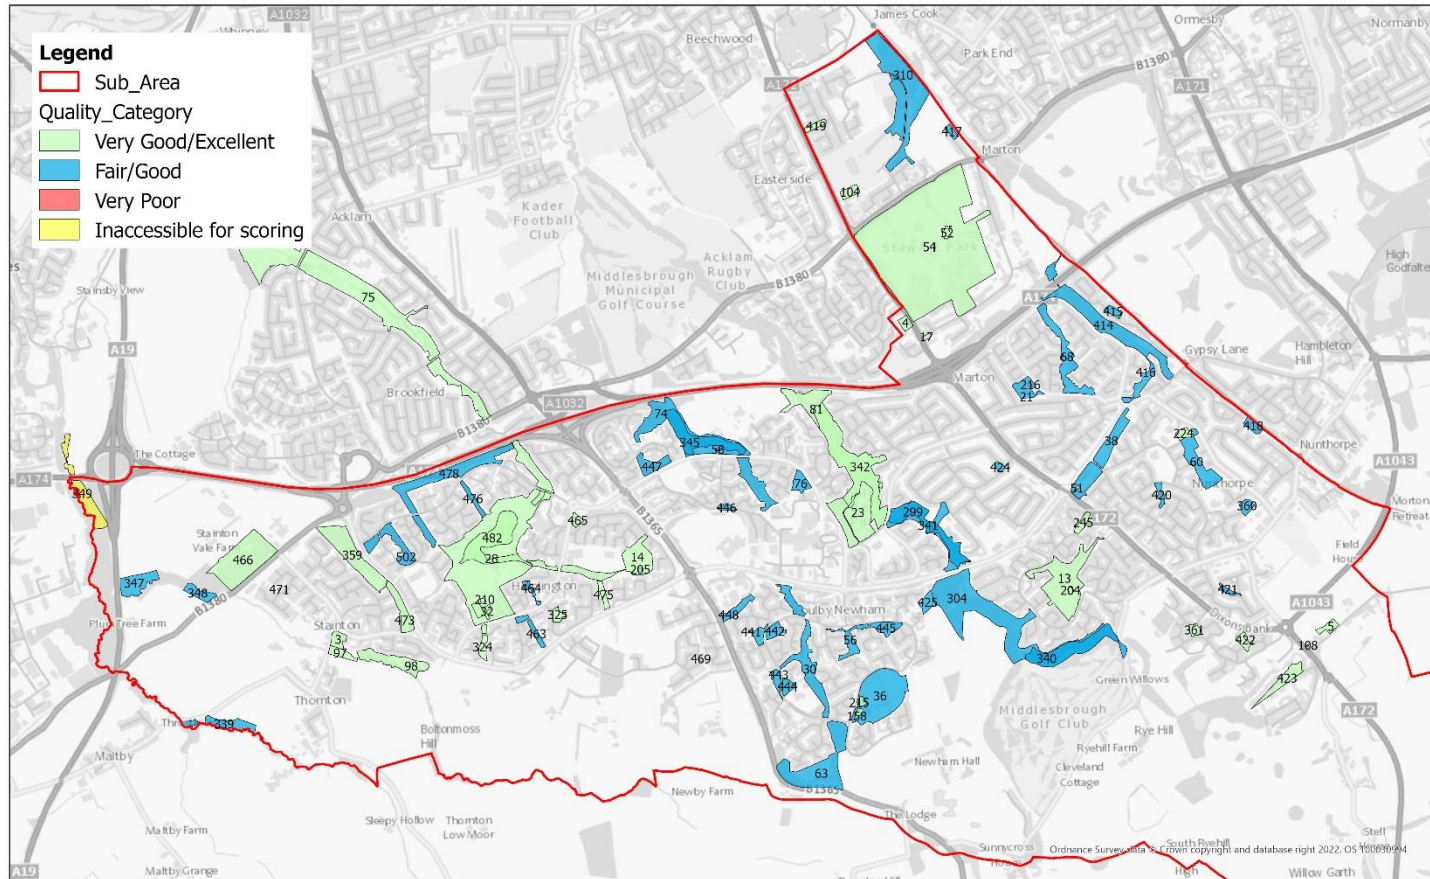 Legend
Sub_Area
Quality_Category
Very Good/Excellent
Fair/Good
Very Poor
Inaccessible for scoring
A1032
Beechwood
James Cook
Ormesby
Normanby
Park End
B1380
A171
310
419
417
Marton
Easterside
104
Acklam
Kader
Football
Club
52
54
Stainsby View
Acklam
Rugby
Club
Middlesbrough
Municipal
Golf Course
B1380
High
75
A19
41
17
415
414
Gypsy Lane
Hambleton
Hill
68
416
Brookfield
Marton
216
21
A1032
B1380
81
74
418
Nunthorpe
The Cottage
345
58
38
224
60
A174
342
A1043
447
424
478
Nunthorpe
Morton
349
476
76
51
420
360
446
23
299
341
245
Stainton
Vale Farm
465
B1365
359
482
502
28
14
205
Field
House
466
347
348
471
464
475
13
204
421
210
32
325
B1380
473
448
Coulby Newham
425
304
A1043
Plum Tree Farm
Stainton
463
441
442
445
56
361
422
5
108
3
97
324
469
340
98
443
444
30
423
Green Willows
Thornton
215
36
158
Middlesbrough
Golf Club
A172
339
Boltonmoss
Hill
Rye Hill
Maltby
Ryehill Farm
Newham Hall
Cleveland
Cottage
63
B1365
Newby Farm
The Lodge
Maltby Farm
Sleepy Hollow
Thornton
Low Moor
Ordnance Survey data © Crown copyright and database right 2022. OS 100030994
A19
Maltby Grange
Willow Garth